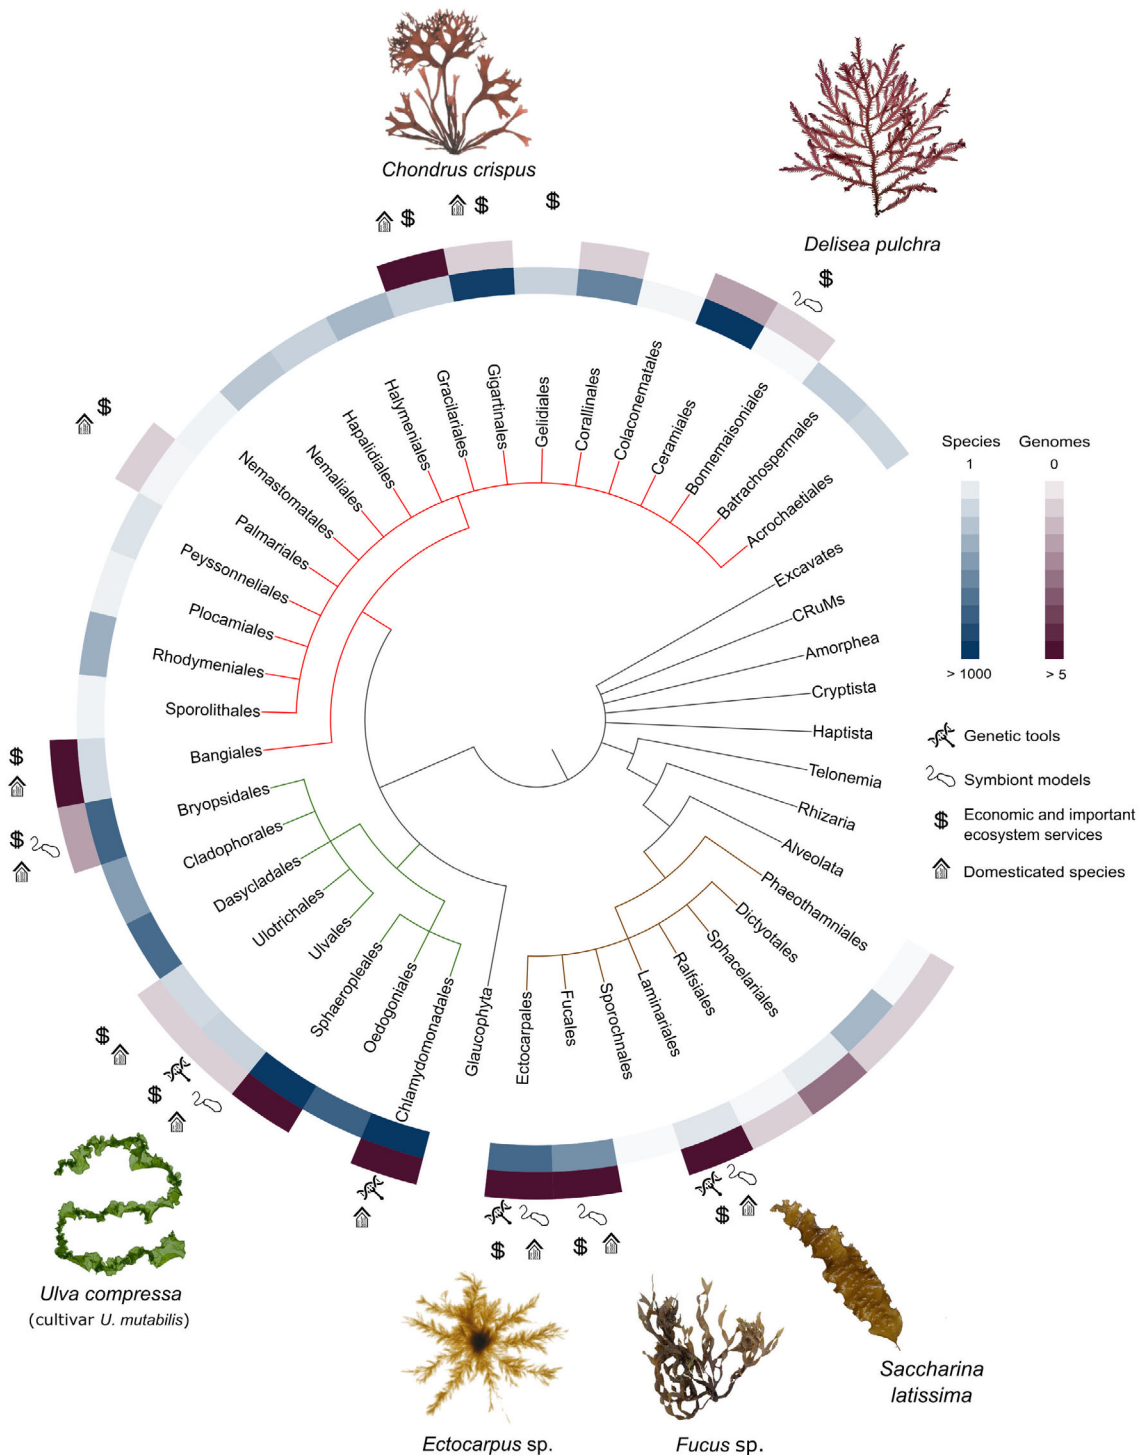 Chondrus crispus
Delisea pulchra
$ $ $
$
$
Halymeniales
Gracilariales
Gigartinales
Gelidiales
Corallinales
Colaconematales
Ceramiales
Bonnemaisoniales
Batrachospermales
Acrochaetiales
Hapalidiales
Nemaliales
Nemastomatales
Palmariales
Peyssonneliales
Plocamiales
Rhodymeniales
Sporolithales
Bangiales
Excavates
CRuMs
Amorphea
Cryptista
Haptista
Telonemia
Rhizaria
Alveolata
Species Genomes
1 0
> 1000 > 5
Genetic tools
Symbiont models
$ Economic and important
ecosystem services
Domesticated species
$
$
Bryopsidales
Cladophorales
Dasycladales
Ulotrichales
Ulvales
Sphaeropleales
Oedogoniales
Chlamydomonadales
Glaucophyta
Ectocarpales
Fucales
Sporochnales
Laminariales
Ralfsiales
Sphacelariales
Dictyotales
Phaeothamniales
$
$
$ $ $
Ulva compressa
(cultivar U. mutabilis)
Ectocarpus sp.
Fucus sp.
Saccharina
latissima